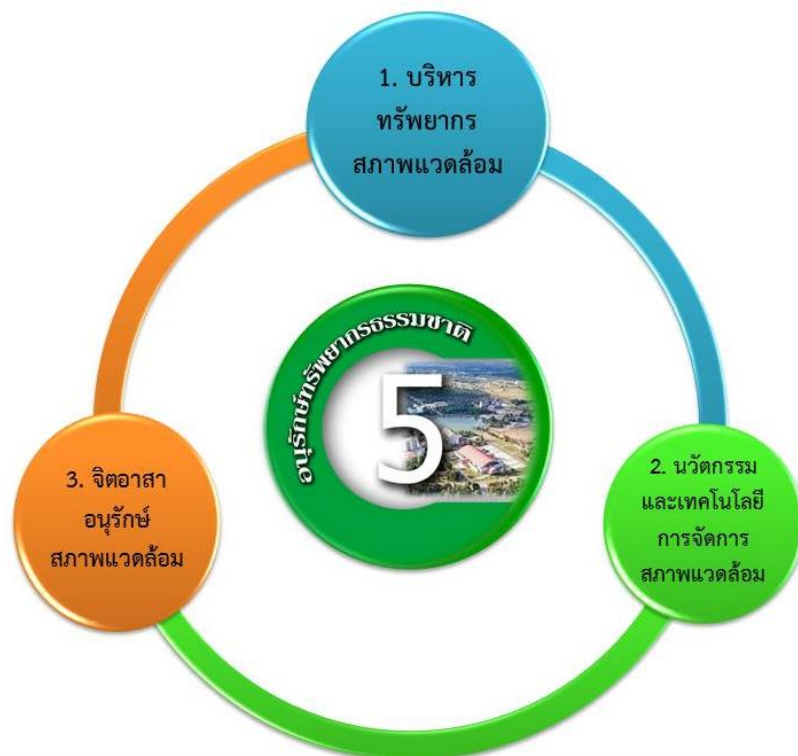 1. บริหาร
ทรัพยากร
สภาพแวดล้อม
อนุรักษ์ทรัพยากรธรรมชาติ
5
2. นวัตกรรม
และเทคโนโลยี
การจัดการ
สภาพแวดล้อม
3. จิตอาสา
อนุรักษ์
สภาพแวดล้อม